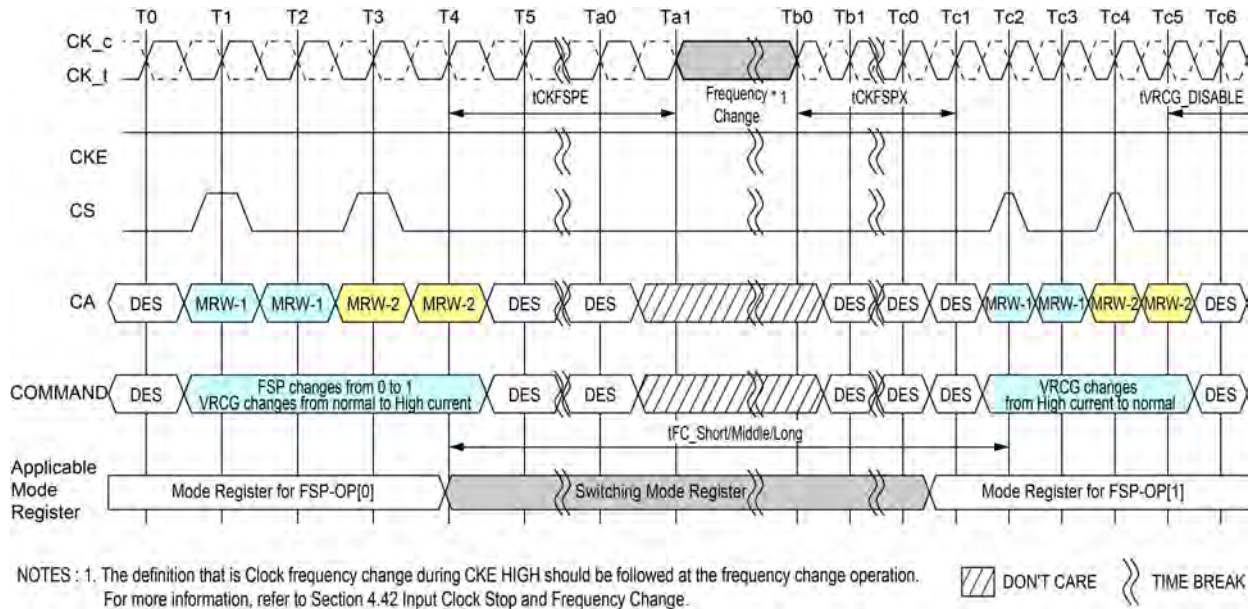 T0 T1 T2 T3 T4 T5 Ta0 Ta1 Tb0 Tb1 Tc0 Tc1 Tc2 Tc3 Tc4 Tc5 Tc6
CK_c
CK_t
tCKFSPE
Frequency * 1
Change
tCKFSPX
tVRCG_DISABLE
CKE
CS
CA DES MRW-1 MRW-1 MRW-2 MRW-2 DES DES DES DES DES MRW-1 MRW-1 MRW-2 MRW-2 DES
COMMAND DES FSP changes from 0 to 1
VRCG changes from normal to High current DES DES DES DES DES VRCG changes
from High current to normal DES
tFC_Short/Middle/Long
Applicable
Mode
Register
Mode Register for FSP-OP[0] Switching Mode Register Mode Register for FSP-OP[1]
NOTES : 1. The definition that is Clock frequency change during CKE HIGH should be followed at the frequency change operation.
For more information, refer to Section 4.42 Input Clock Stop and Frequency Change.
DON'T CARE TIME BREAK